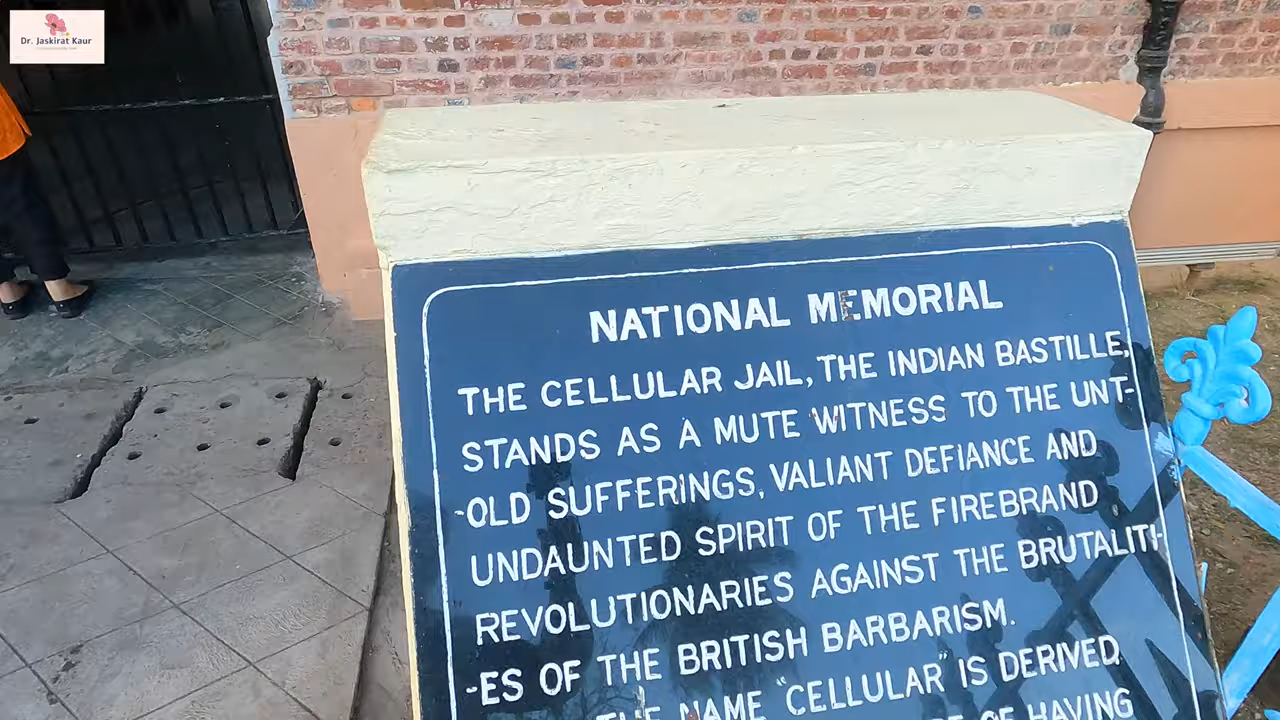 Dr. Jaskirat Kaur
NATIONAL MEMORIAL
THE CELLULAR JAIL, THE INDIAN BASTILLE,
STANDS AS A MUTE WITNESS TO THE UNT-
-OLD SUFFERINGS, VALIANT DEFIANCE AND
UNDAUNTED SPIRIT OF THE FIREBRAND
REVOLUTIONARIES AGAINST THE BRUTALITI-
-ES OF THE BRITISH BARBARISM.
THE NAME "CELLULAR" IS DERIVED
OF HAVING